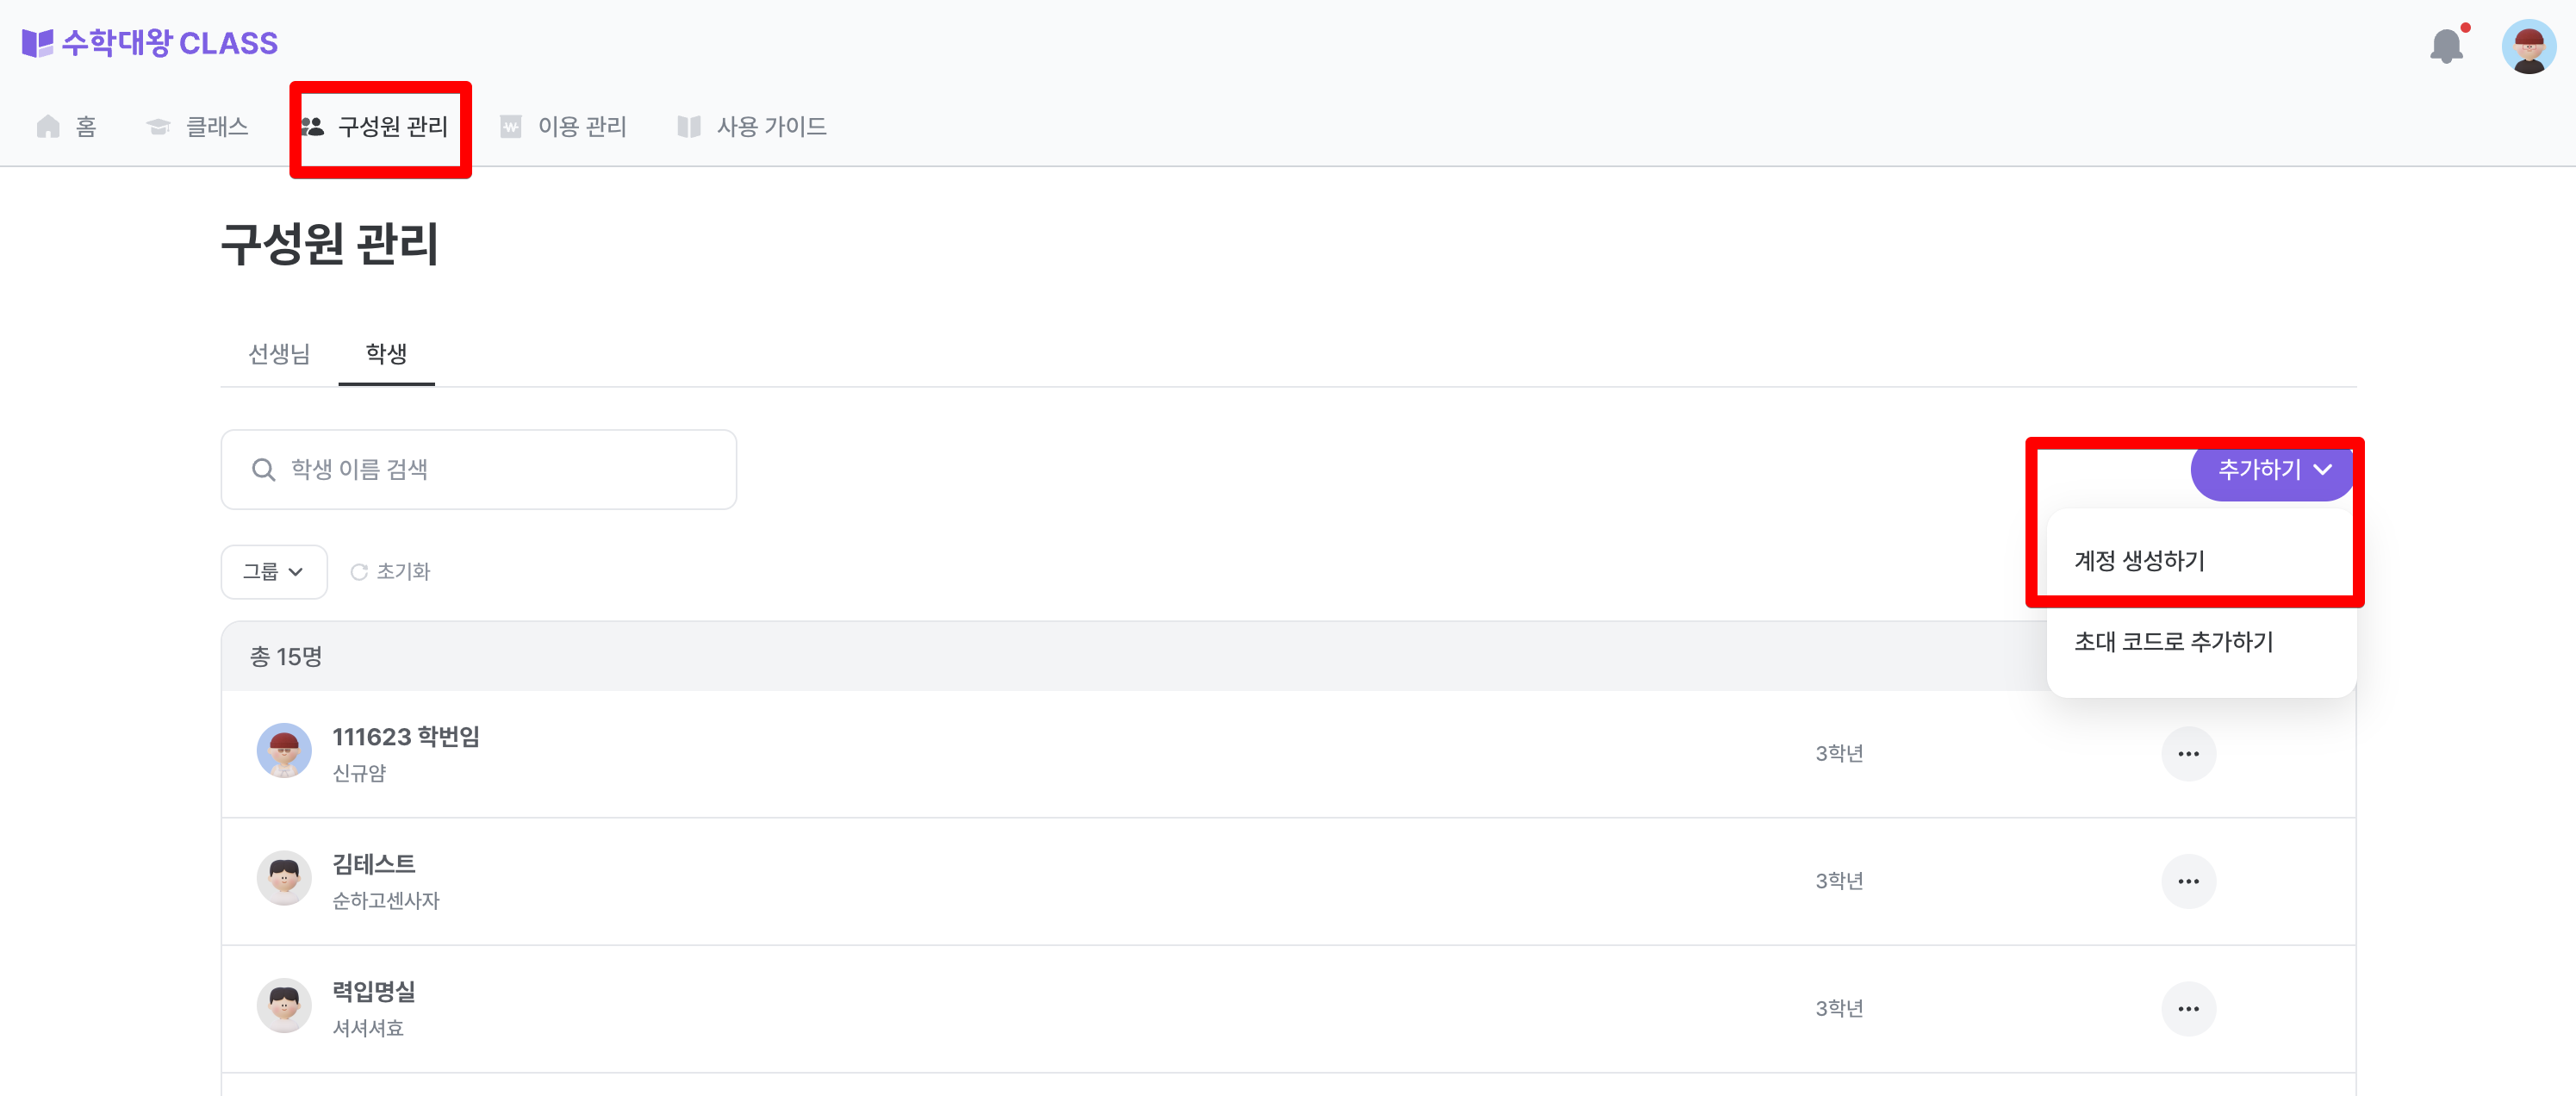 수학대왕 CLASS
홈 클래스 구성원 관리 이용 관리 사용 가이드
구성원 관리
선생님 학생
학생 이름 검색
추가하기
계정 생성하기
그룹 초기화
초대 코드로 추가하기
총 15명
111623 학번임
신규얌
3학년
김테스트
순하고센사자
3학년
력입명실
셔셔셔효
3학년